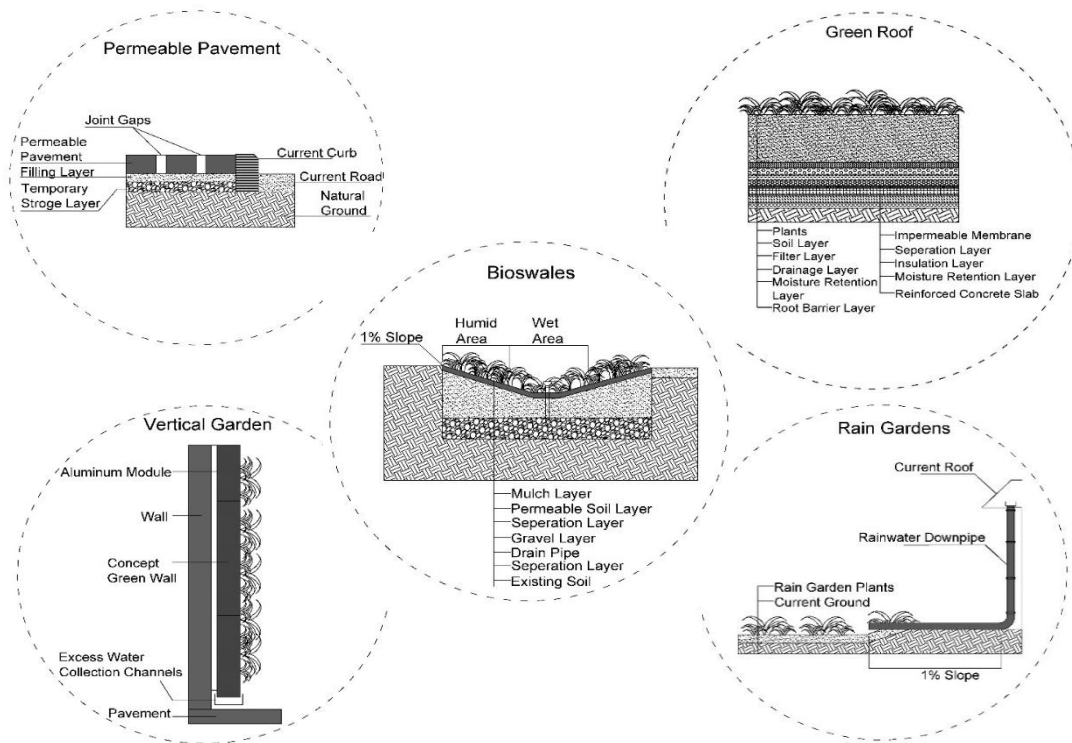 Permeable Pavement
Joint Gaps
Permeable
Pavement
Filling Layer
Temporary
Stroge Layer
Current Curb
Current Road
Natural
Ground
Green Roof
Plants
Soil Layer
Filter Layer
Drainage Layer
Moisture Retention
Layer
Root Barrier Layer
Impermeable Membrane
Seperation Layer
Insulation Layer
Moisture Retention Layer
Reinforced Concrete Slab
Bioswales
1% Slope
Humid
Area
Wet
Area
Mulch Layer
Permeable Soil Layer
Seperation Layer
Gravel Layer
Drain Pipe
Seperation Layer
Existing Soil
Vertical Garden
Aluminum Module
Wall
Concept
Green Wall
Excess Water
Collection Channels
Pavement
Rain Gardens
Current Roof
Rainwater Downpipe
Rain Garden Plants
Current Ground
1% Slope